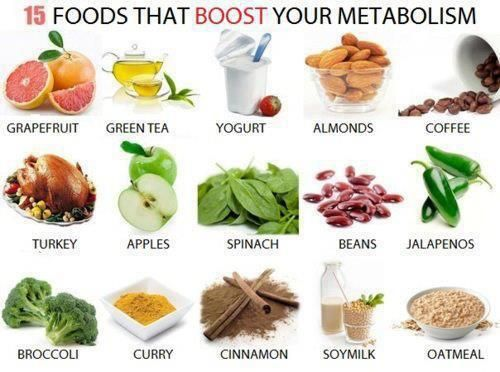 15 FOODS THAT BOOST YOUR METABOLISM
GRAPEFRUIT GREEN TEA YOGURT ALMONDS COFFEE
TURKEY APPLES SPINACH BEANS JALAPENOS
BROCCOLI CURRY CINNAMON SOYMILK OATMEAL